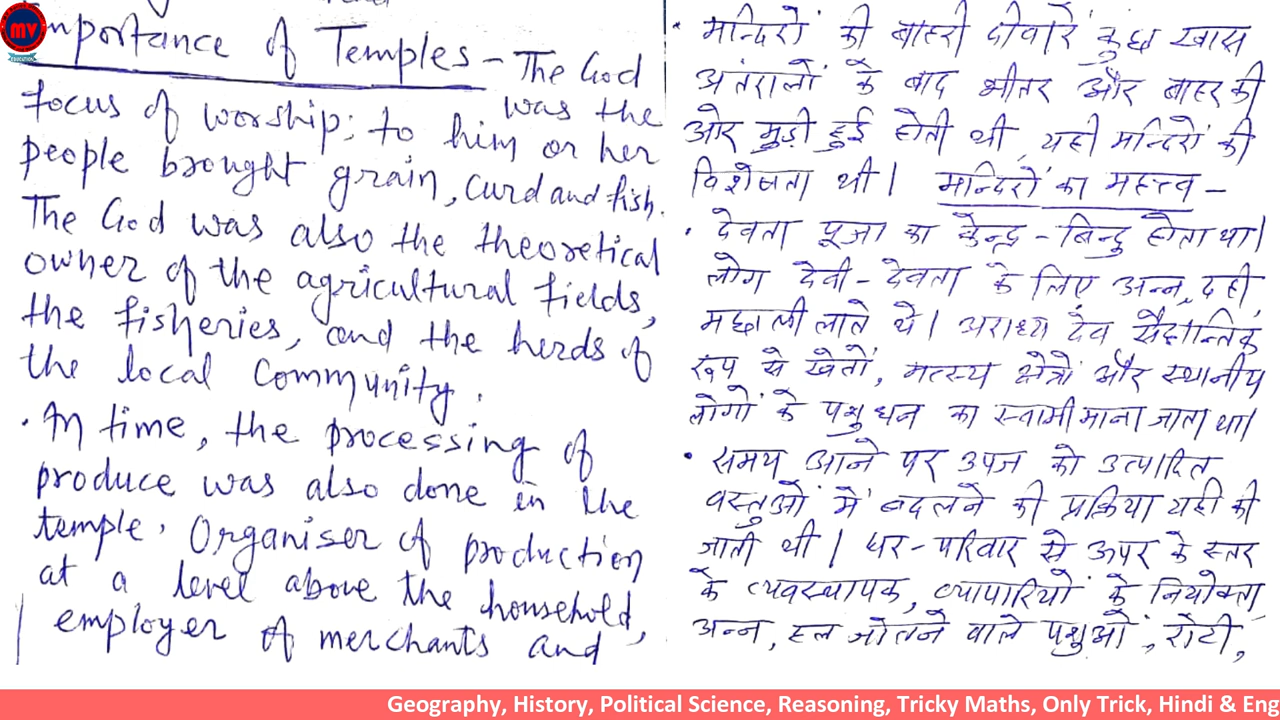 mv
EDUCATION
Importance of Temples – The God
was the
focus of worship; to him or her
people brought grain, curd and fish.
The God was also the theoretical
owner of the agricultural fields,
the fisheries, and the herds of
the local community.
• In time, the processing of
produce was also done in the
temple. Organiser of production
at a level above the household,
employer of merchants and
• मन्दिरों की बाहरी दीवारें कुछ खास
अंतरालों के बाद भीतर और बाहर की
ओर मुड़ी हुई होती थी, यही मन्दिरों की
विशेषता थी। मन्दिरों का महत्त्व –
• देवता पूजा का केन्द्र-बिन्दु होता था।
लोग देवी-देवता के लिए अन्न, दही,
मछली लाते थे। अराध्य देव सैद्धान्तिक
रूप से खेतों, मत्स्य क्षेत्रों और स्थानीय
लोगों के पशुधन का स्वामी माना जाता था।
• समय आने पर उपज को उत्पादित
वस्तुओं में बदलने की प्रक्रिया यही की
जाती थी। घर-परिवार से ऊपर के स्तर
के व्यवस्थापक, व्यापारियों के नियोक्ता,
अन्न, हल जोतने वाले पशुओं, रोटी,
Geography, History, Political Science, Reasoning, Tricky Maths, Only Trick, Hindi & Eng